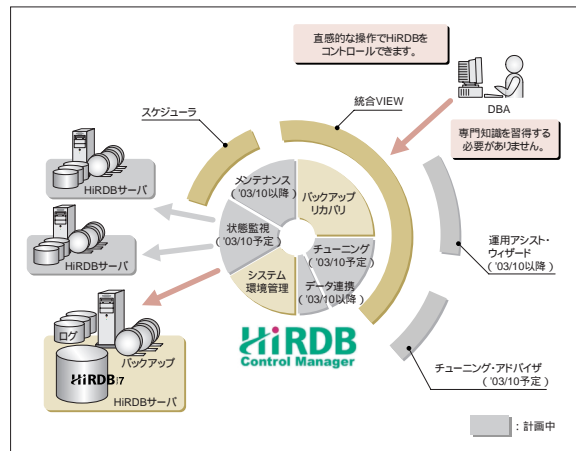 直感的な操作でHiRDBを
コントロールできます。
DBA
専門知識を習得する
必要がありません。
統合VIEW
スケジューラ
HiRDBサーバ
HiRDBサーバ
メンテナンス
('03/10以降)
バックアップ
リカバリ
状態監視
('03/10予定)
チューニング
('03/10予定)
システム
環境管理
データ連携
('03/10以降)
運用アシスト・
ウィザード
('03/10以降)
ログ
バックアップ
HiRDB17
HiRDBサーバ
HiRDB
Control Manager
チューニング・アドバイザ
('03/10予定)
:計画中